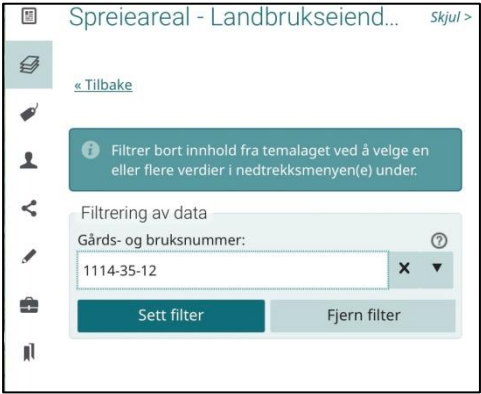 Spreieareal - Landbrukseiend...
Skjul >
« Tilbake
Filtrer bort innhold fra temalaget ved å velge en
eller flere verdier i nedtrekksmenyen(e) under.
Filtrering av data
Gårds- og bruksnummer:
1114-35-12
Sett filter
Fjern filter